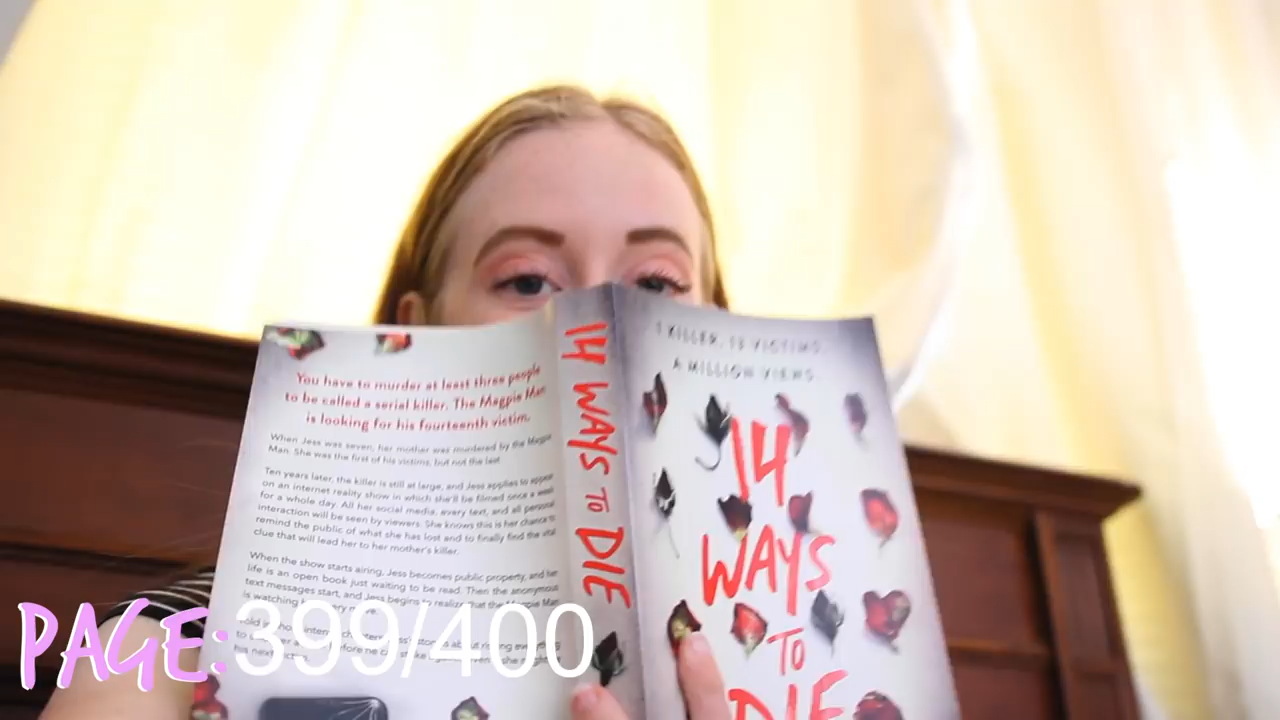 You have to murder at least three people
to be called a serial killer. The Magpie Man
is looking for his fourteenth victim.
When Jess was seven, her mother was murdered by the Magpie
Man. She was the first of his victims, but not the last.
Ten years later, the killer is still at large, and Jess applies to appear
on an internet reality show in which she'll be filmed once a week
for a whole day. All her social media, every text, and all personal
interaction will be seen by viewers. She knows this is her chance to
remind the public of what she has lost and to finally find the vital
clue that will lead her to her mother's killer.
When the show starts airing, Jess becomes public property, and her
life is an open book just waiting to be read. Then the anonymous
text messages start, and Jess begins to realize that the Magpie Man
is watching
his next
14 WAYS TO DIE
1 KILLER. 13 VICTIMS.
A MILLION VIEWS.
14
WAYS
TO
DIE
PAGE:399/400